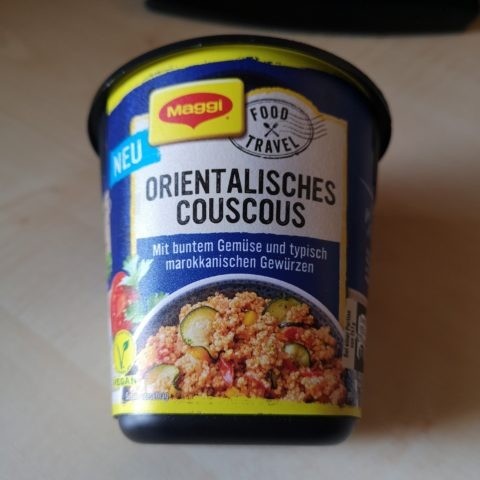 Maggi
FOOD
TRAVEL
NEU
ORIENTALISCHES
COUSCOUS
Mit buntem Gemüse und typisch
marokkanischen Gewürzen
V
VEGAN